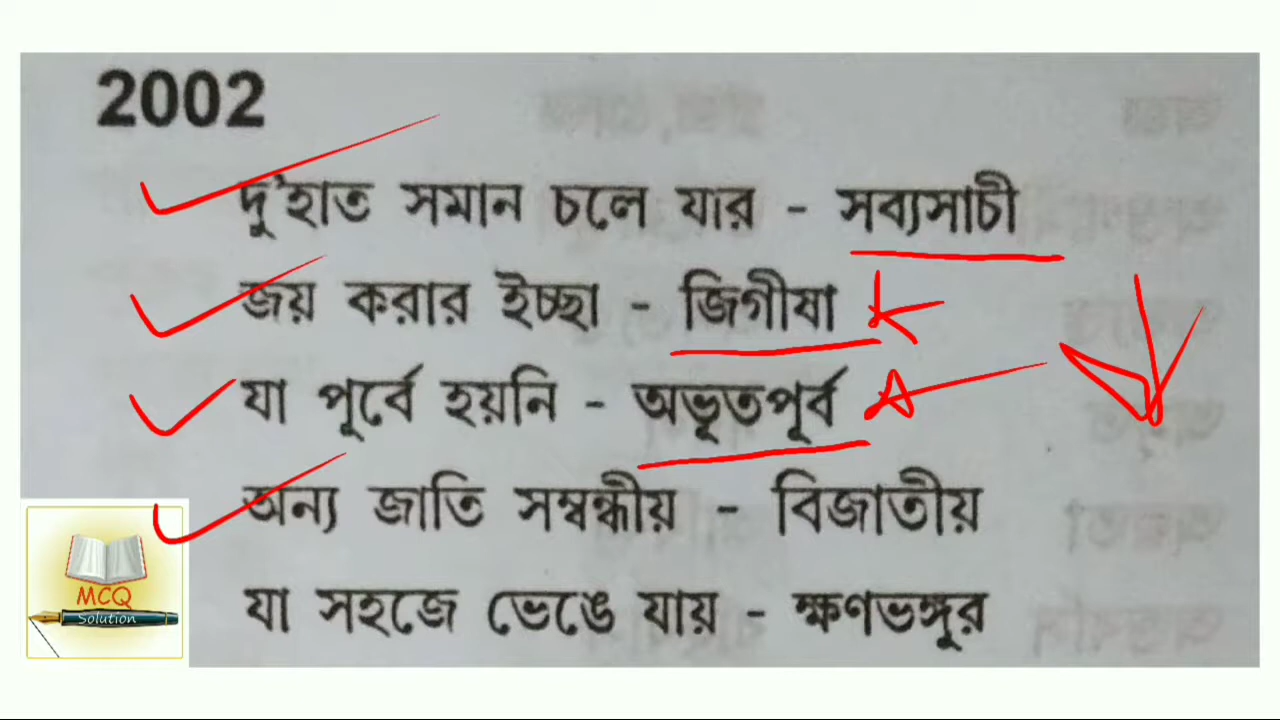 2002
দু'হাত সমান চলে যার - সব্যসাচী
জয় করার ইচ্ছা - জিগীষা
যা পূর্বে হয়নি - অভূতপূর্ব
অন্য জাতি সম্বন্ধীয় - বিজাতীয়
যা সহজে ভেঙে যায় - ক্ষণভঙ্গুর
MCQ
Solution